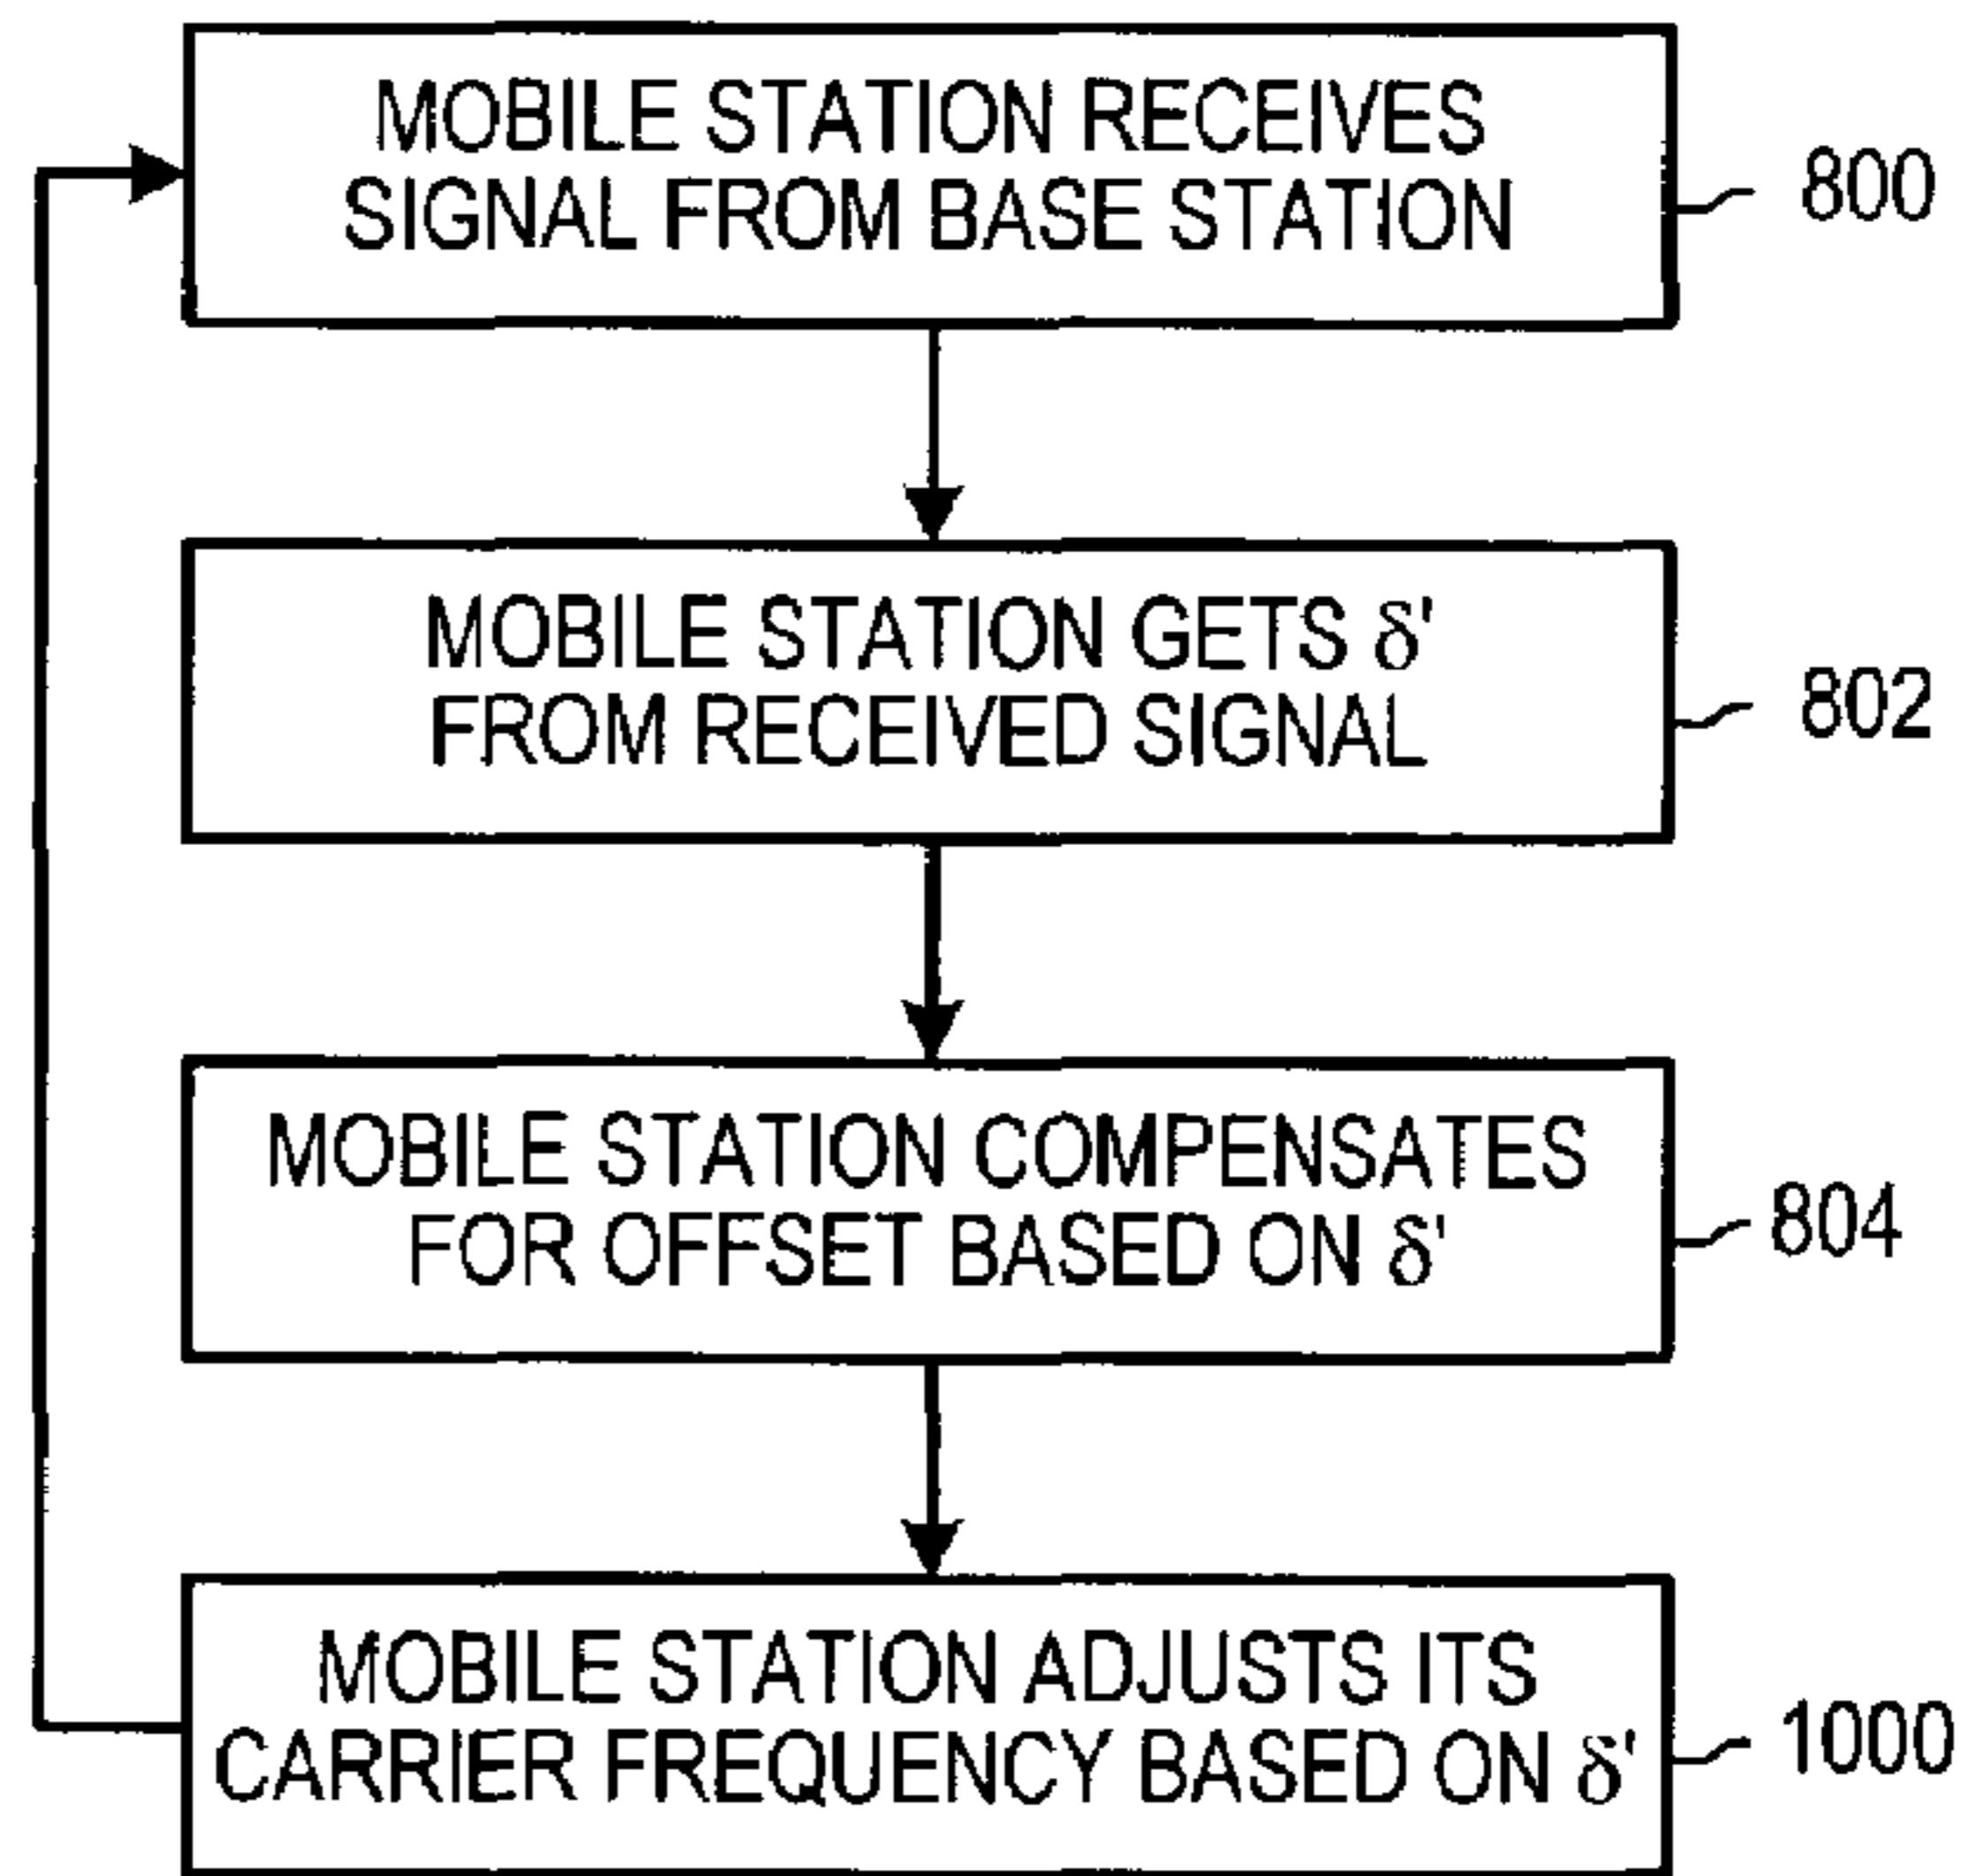 MOBILE STATION RECEIVES
SIGNAL FROM BASE STATION
800
MOBILE STATION GETS δ'
FROM RECEIVED SIGNAL
802
MOBILE STATION COMPENSATES
FOR OFFSET BASED ON δ'
804
MOBILE STATION ADJUSTS ITS
CARRIER FREQUENCY BASED ON δ'
1000